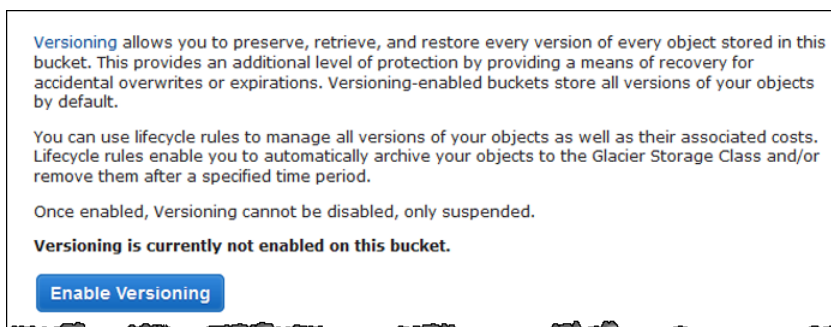 Versioning allows you to preserve, retrieve, and restore every version of every object stored in this
bucket. This provides an additional level of protection by providing a means of recovery for
accidental overwrites or expirations. Versioning-enabled buckets store all versions of your objects
by default.
You can use lifecycle rules to manage all versions of your objects as well as their associated costs.
Lifecycle rules enable you to automatically archive your objects to the Glacier Storage Class and/or
remove them after a specified time period.
Once enabled, Versioning cannot be disabled, only suspended.
Versioning is currently not enabled on this bucket.
Enable Versioning